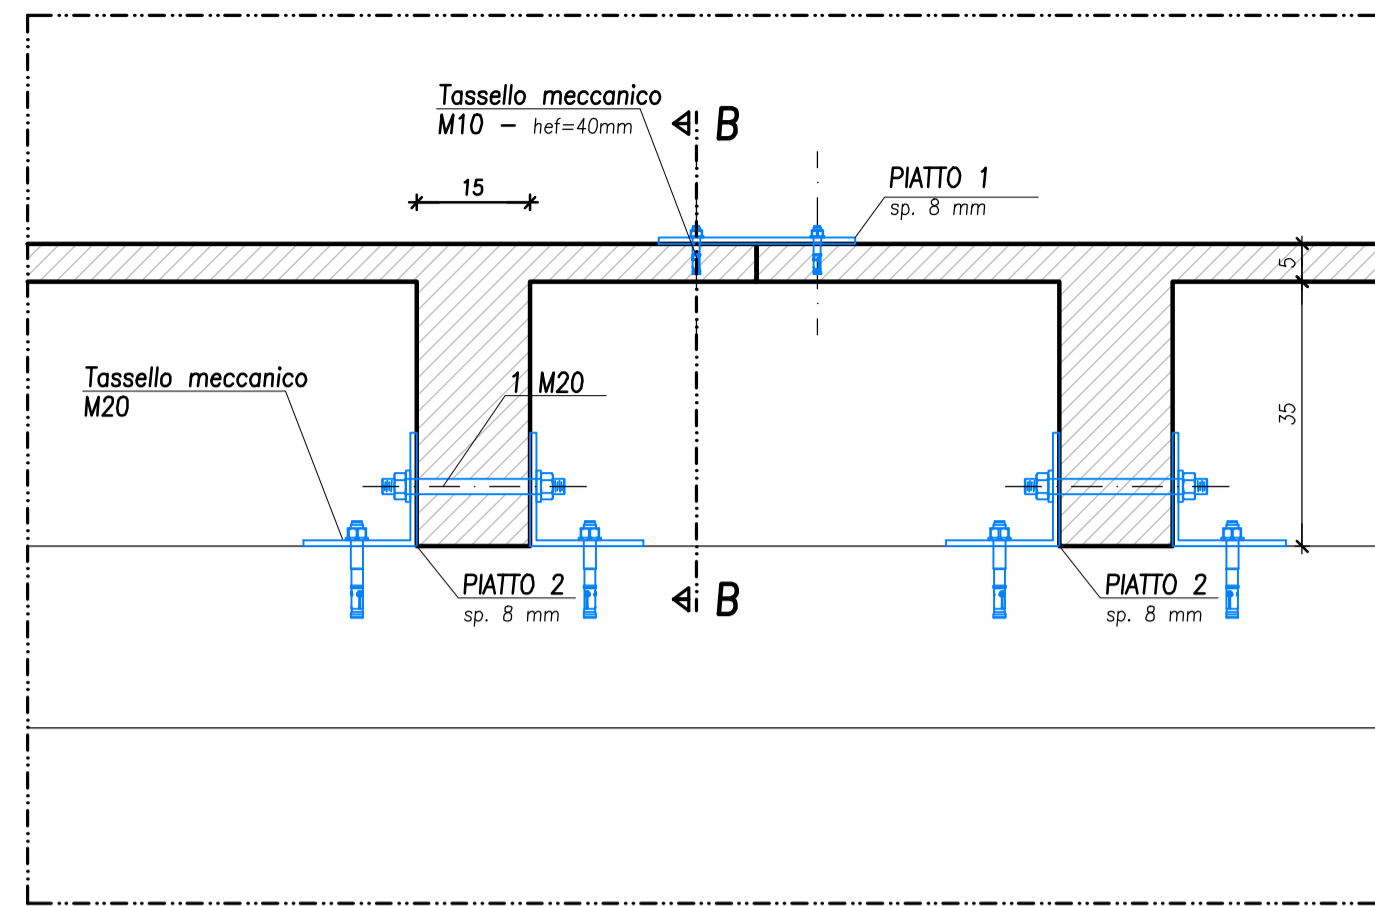 Tassello meccanico
M10 - hef=40mm
B
15
PIATTO 1
sp. 8 mm
5
Tassello meccanico
M20
1 M20
35
PIATTO 2
sp. 8 mm
B
PIATTO 2
sp. 8 mm